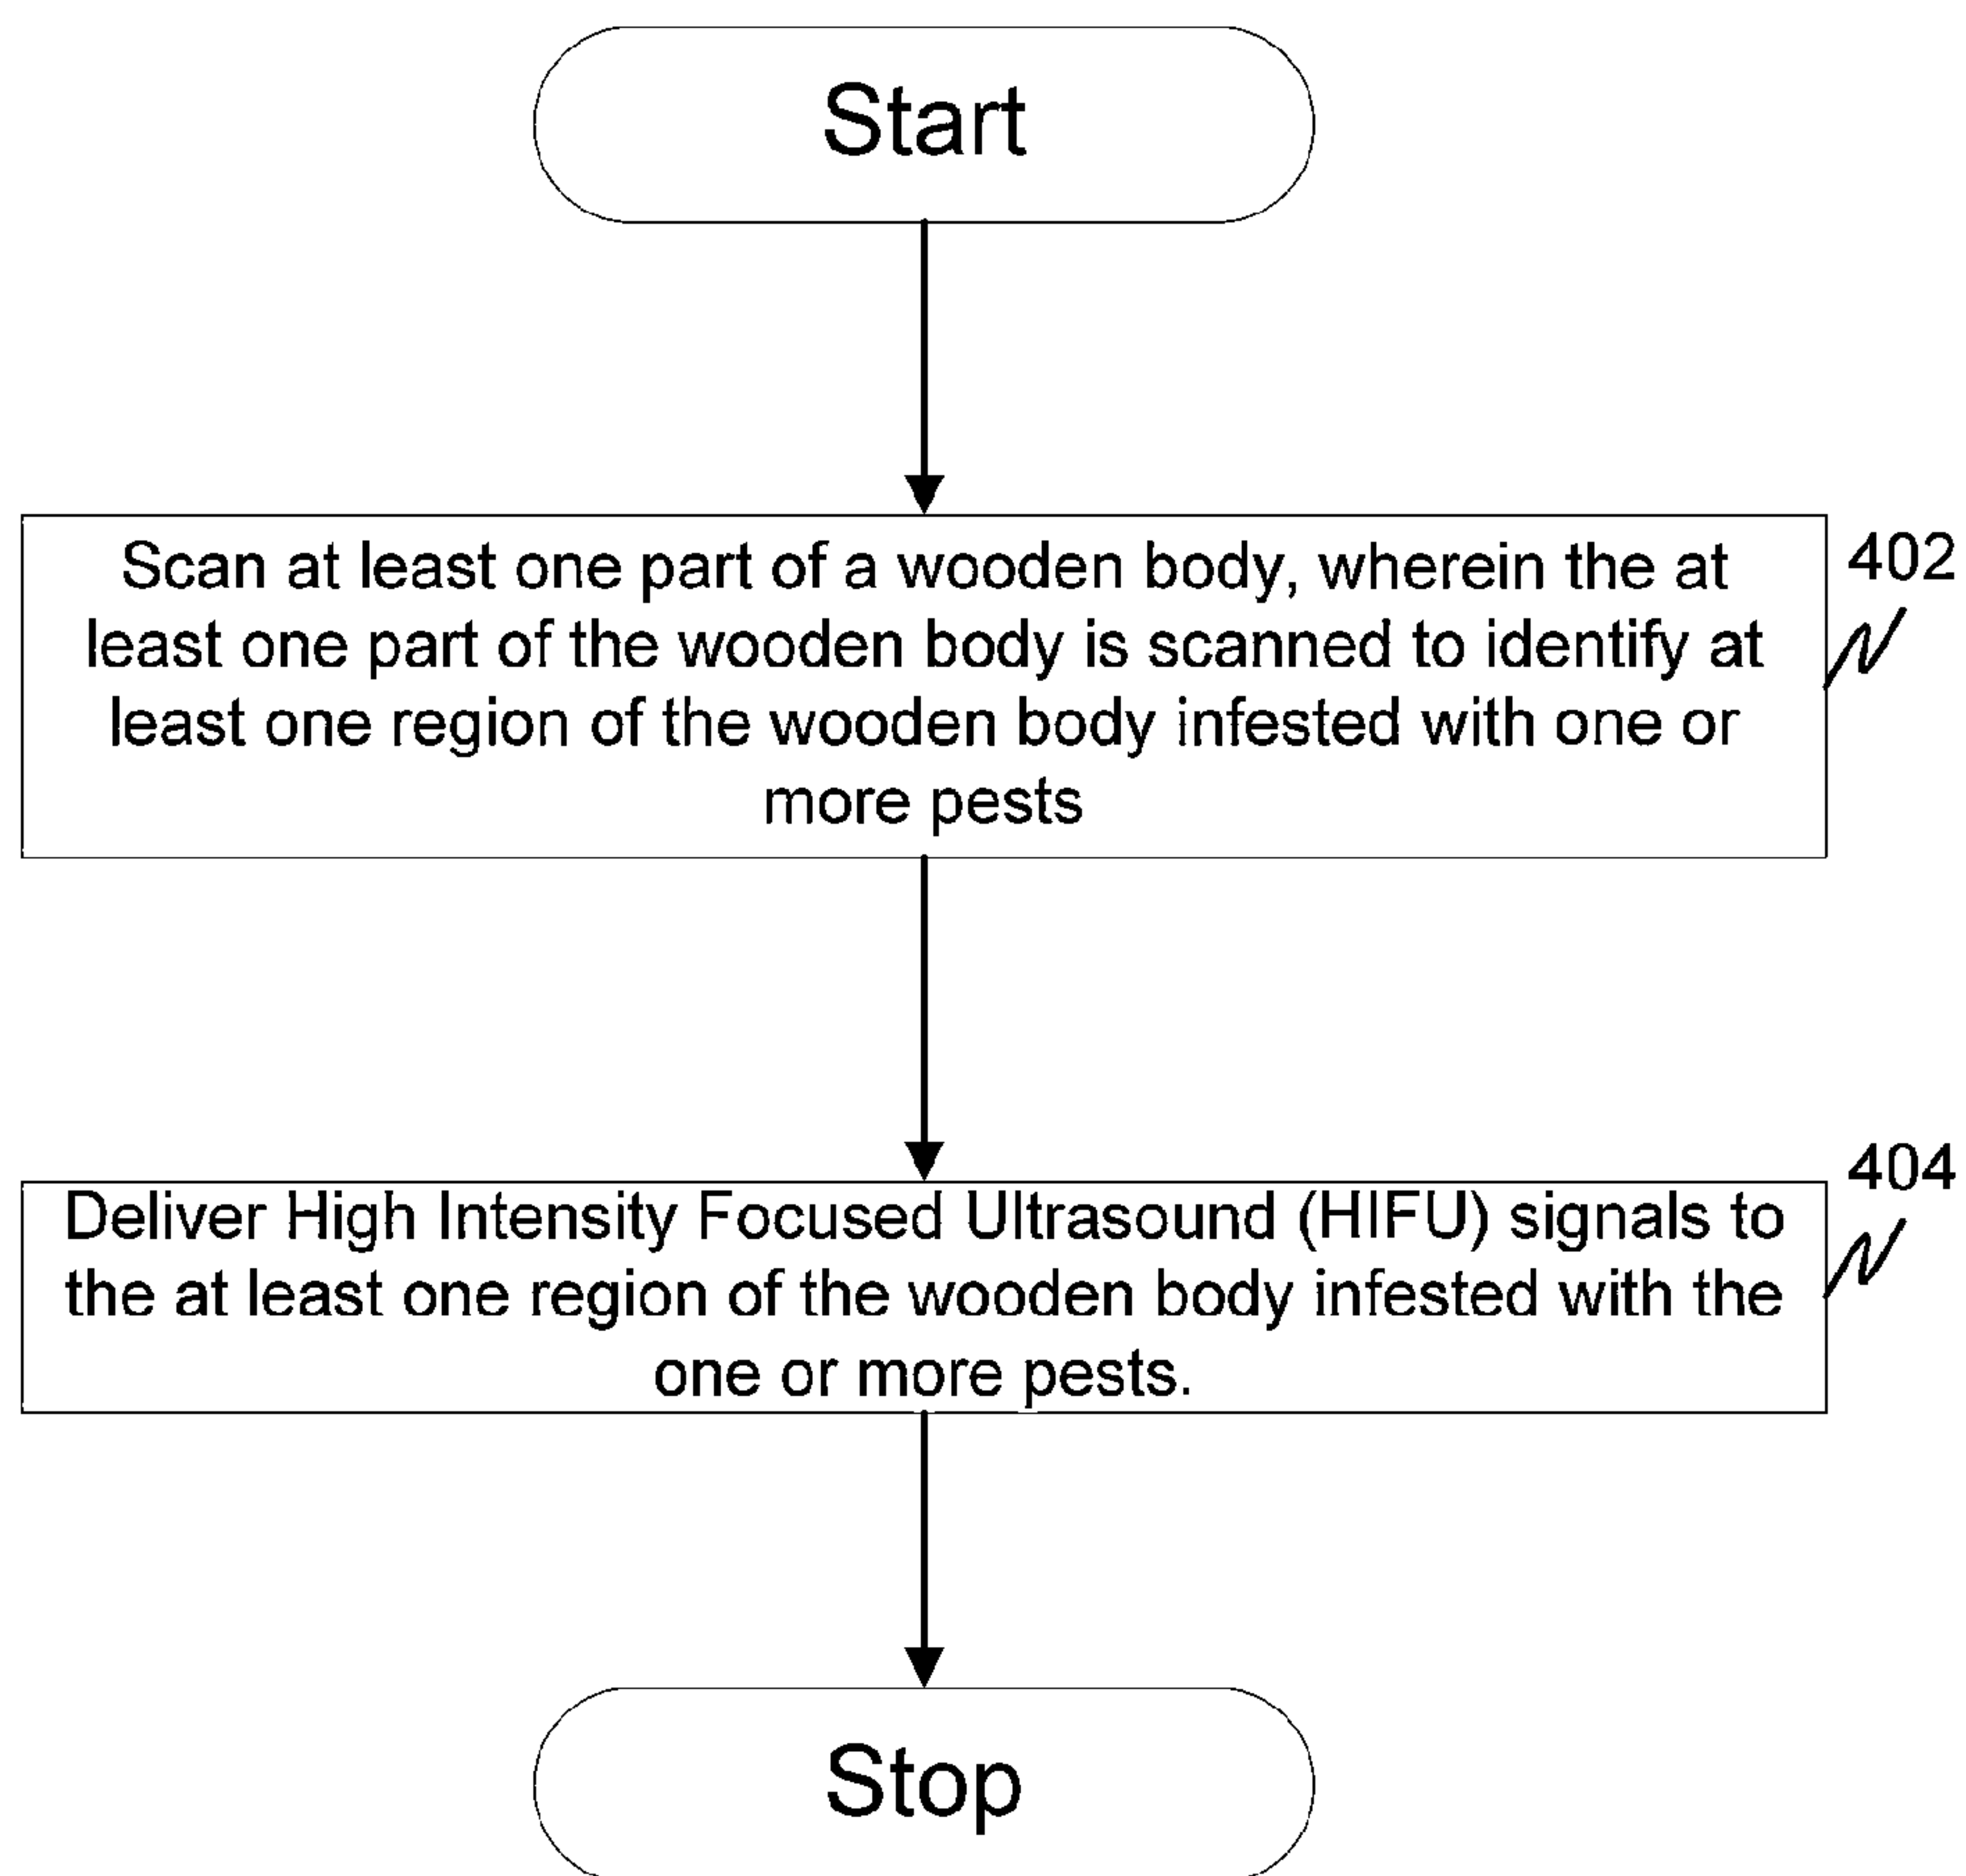 Start
Scan at least one part of a wooden body, wherein the at
least one part of the wooden body is scanned to identify at
least one region of the wooden body infested with one or
more pests
402
Deliver High Intensity Focused Ultrasound (HIFU) signals to
the at least one region of the wooden body infested with the
one or more pests.
404
Stop